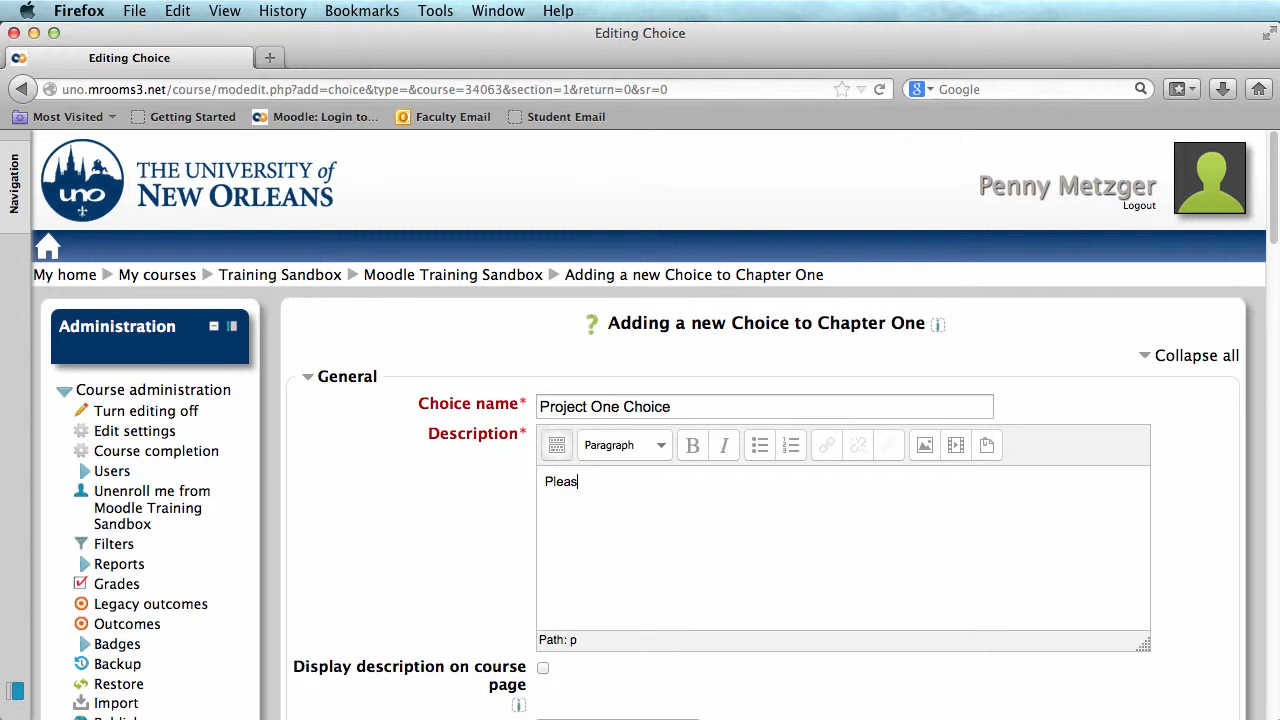 Firefox File Edit View History Bookmarks Tools Window Help
Editing Choice
Editing Choice
uno.mrooms3.net/course/modedit.php?add=choice&type=&course=34063&section=1&return=0&sr=0
Google
Most Visited Getting Started Moodle: Login to... Faculty Email Student Email
Navigation
uno
THE UNIVERSITY of
NEW ORLEANS
Penny Metzger
Logout
My home My courses Training Sandbox Moodle Training Sandbox Adding a new Choice to Chapter One
Administration
Course administration
Turn editing off
Edit settings
Course completion
Users
Unenroll me from
Moodle Training
Sandbox
Filters
Reports
Grades
Legacy outcomes
Outcomes
Badges
Backup
Restore
Import
Adding a new Choice to Chapter One
Collapse all
General
Choice name* Project One Choice
Description*
Paragraph B I
Pleas
Path: p
Display description on course
page